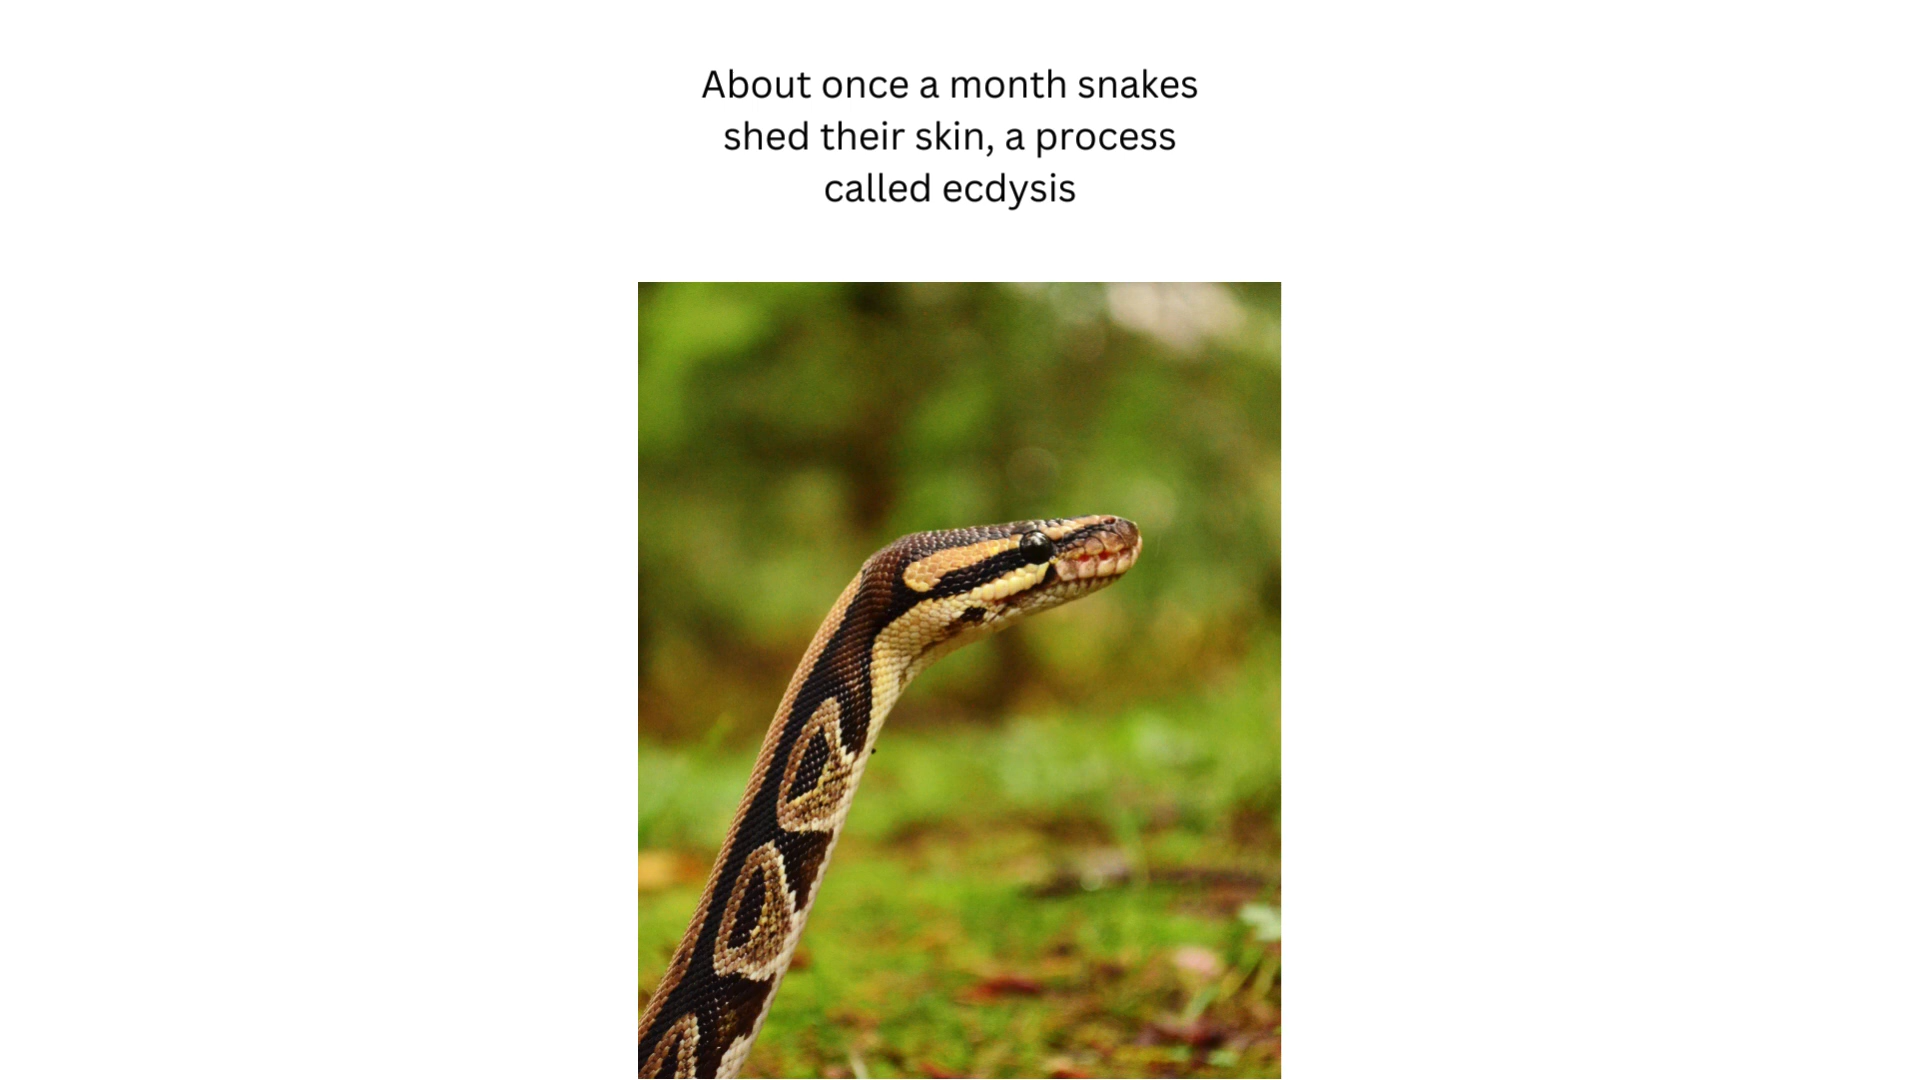 About once a month snakes
shed their skin, a process
called ecdysis